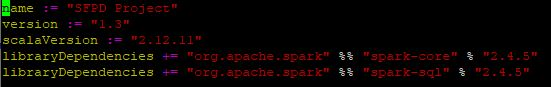 name := "SFPD Project"
version := "1.3"
scalaVersion := "2.12.11"
libraryDependencies += "org.apache.spark" %% "spark-core" % "2.4.5"
libraryDependencies += "org.apache.spark" %% "spark-sql" % "2.4.5"